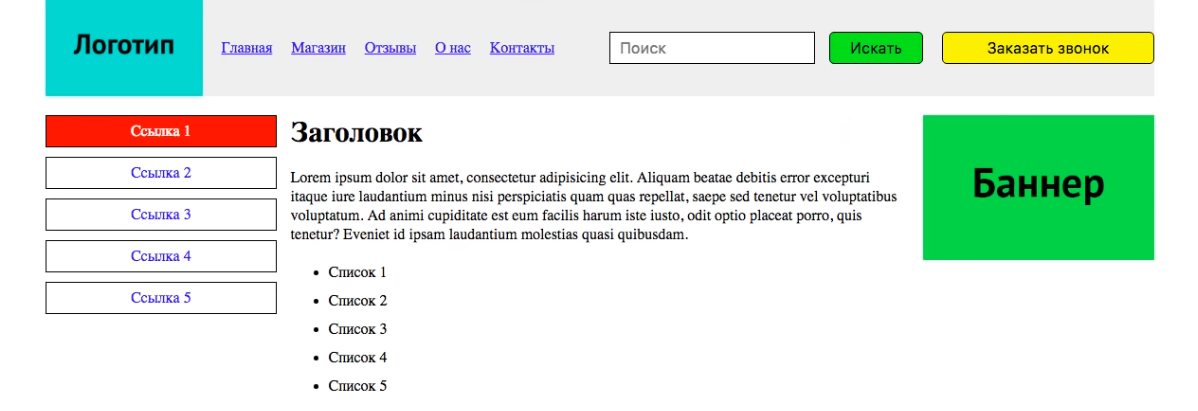 Логотип
Главная Магазин Отзывы О нас Контакты
Поиск
Искать
Заказать звонок
Ссылка 1
Ссылка 2
Ссылка 3
Ссылка 4
Ссылка 5
Заголовок
Lorem ipsum dolor sit amet, consectetur adipisicing elit. Aliquam beatae debitis error excepturi
itaque iure laudantium minus nisi perspiciatis quam quas repellat, saepe sed tenetur vel voluptatibus
voluptatum. Ad animi cupiditate est eum facilis harum iste iusto, odit optio placeat porro, quis
tenetur? Eveniet id ipsam laudantium molestias quasi quibusdam.
• Список 1
• Список 2
• Список 3
• Список 4
• Список 5
Баннер